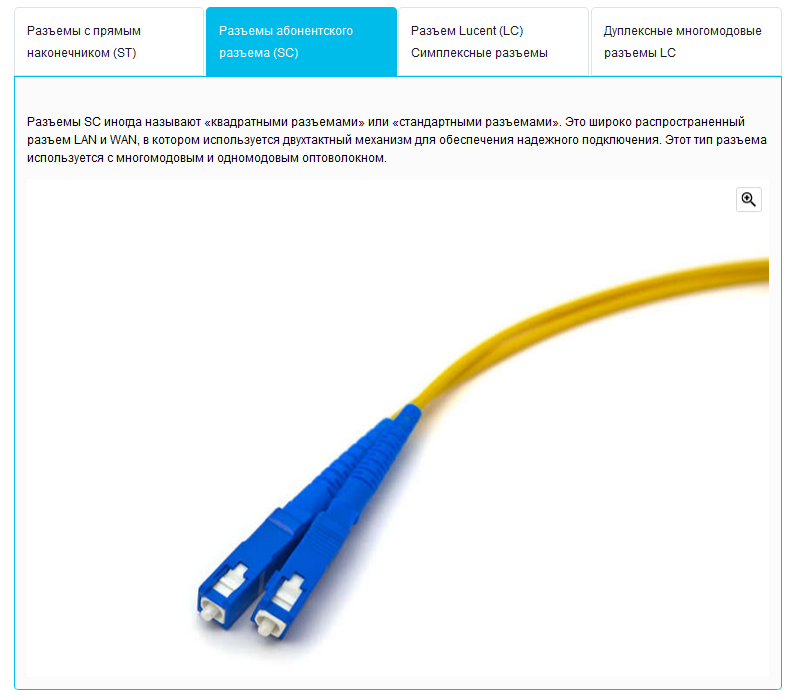 Разъемы с прямым
наконечником (ST)
Разъемы абонентского
разъема (SC)
Разъем Lucent (LC)
Симплексные разъемы
Дуплексные многомодовые
разъемы LC
Разъемы SC иногда называют «квадратными разъемами» или «стандартными разъемами». Это широко распространенный
разъем LAN и WAN, в котором используется двухтактный механизм для обеспечения надежного подключения. Этот тип разъема
используется с многомодовым и одномодовым оптоволокном.